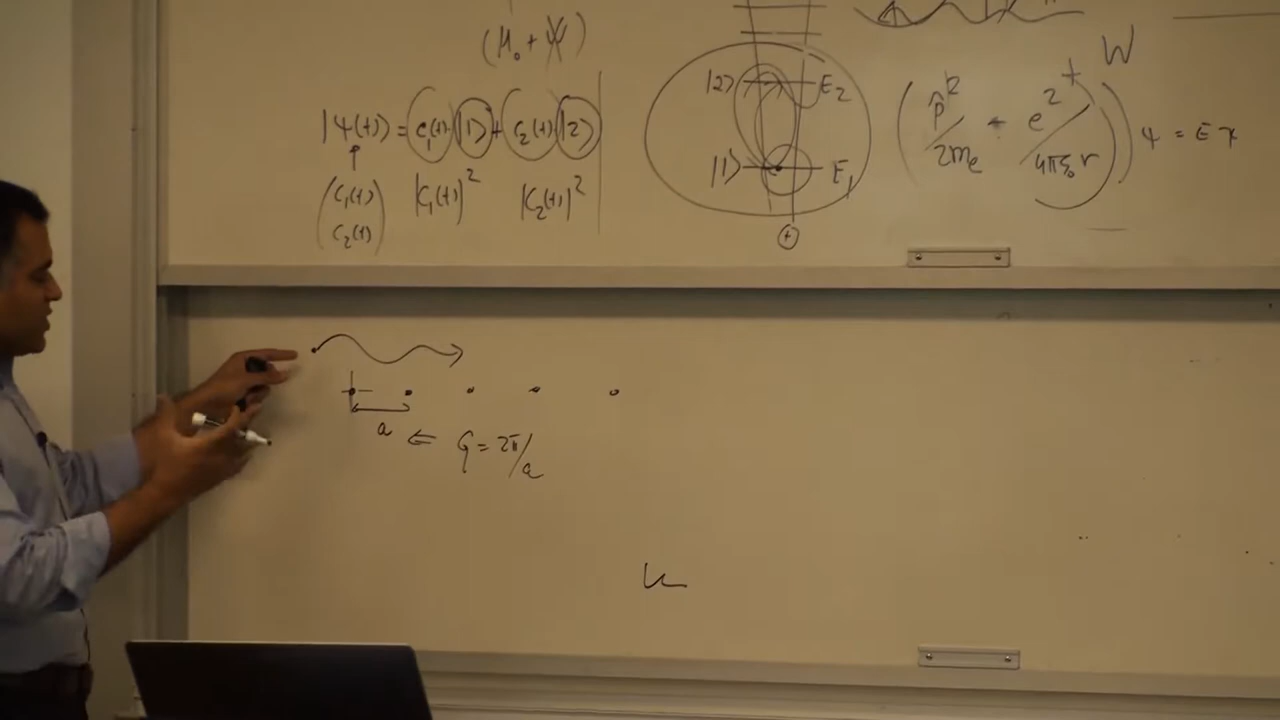 (H₀ + W)
|ψ(t)⟩ = c₁(t) |1⟩ + c₂(t) |2⟩
(c₁(t) c₂(t))
|c₁(t)|² |c₂(t)|²
|2⟩ E₂
|1⟩ E₁
+
W
(p̂²/2mₑ - e²/4πε₀r) ψ = E
a ⇐ G = 2π/a